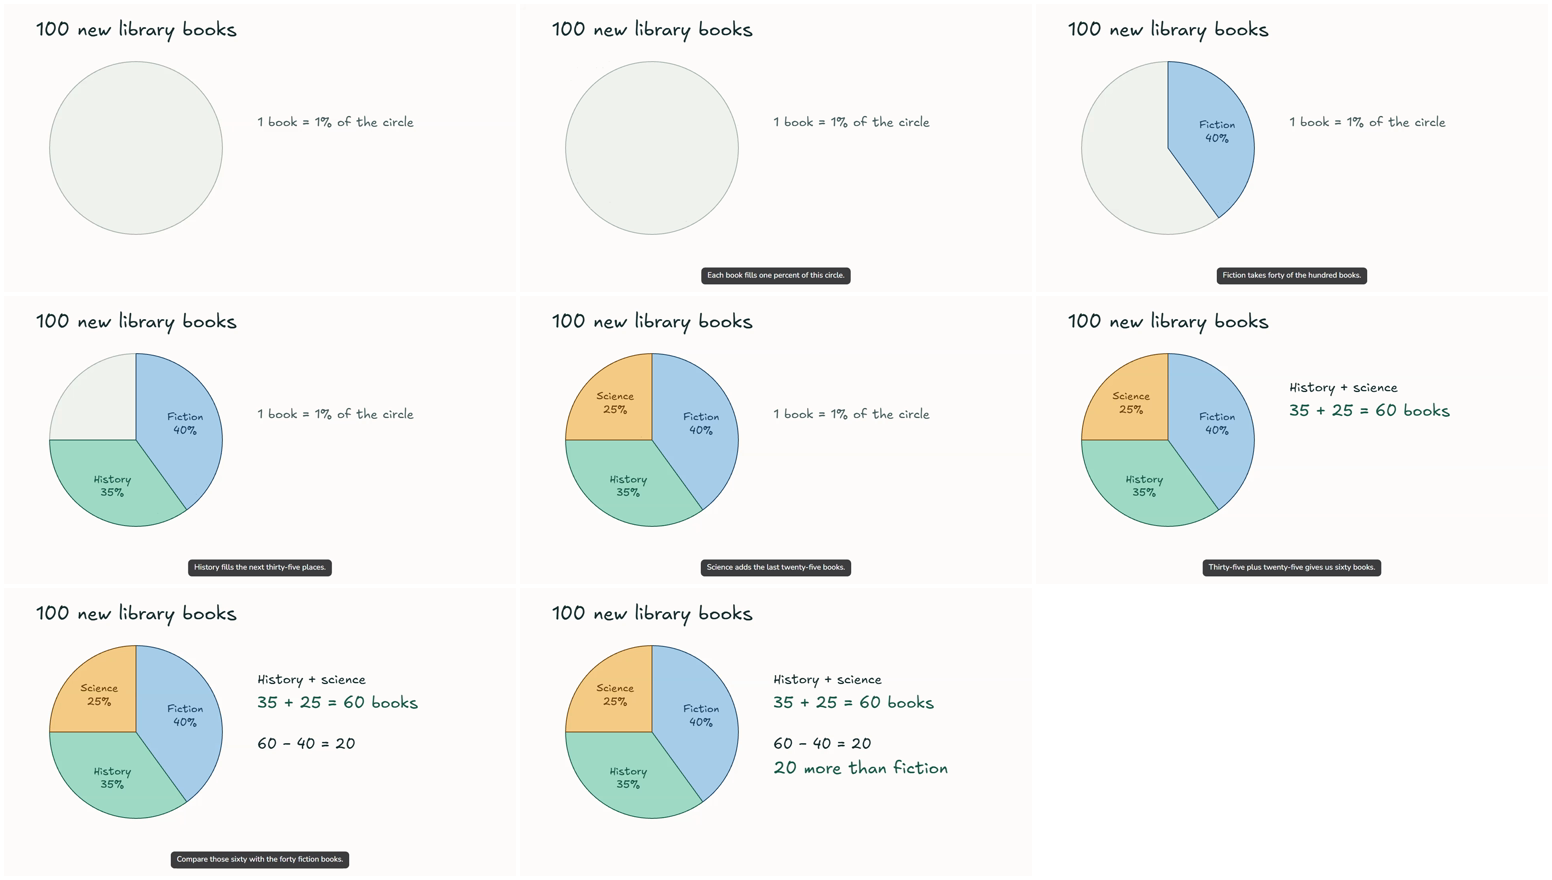 100 new library books
1 book = 1% of the circle
100 new library books
1 book = 1% of the circle
Each book fills one percent of this circle.
100 new library books
Fiction
40%
1 book = 1% of the circle
Fiction takes forty of the hundred books.
100 new library books
Fiction
40%
History
35%
1 book = 1% of the circle
History fills the next thirty-five places.
100 new library books
Science
25%
Fiction
40%
History
35%
1 book = 1% of the circle
Science adds the last twenty-five books.
100 new library books
Science
25%
Fiction
40%
History
35%
History + science
35 + 25 = 60 books
Thirty-five plus twenty-five gives us sixty books.
100 new library books
Science
25%
Fiction
40%
History
35%
History + science
35 + 25 = 60 books
60 – 40 = 20
Compare those sixty with the forty fiction books.
100 new library books
Science
25%
Fiction
40%
History
35%
History + science
35 + 25 = 60 books
60 – 40 = 20
20 more than fiction